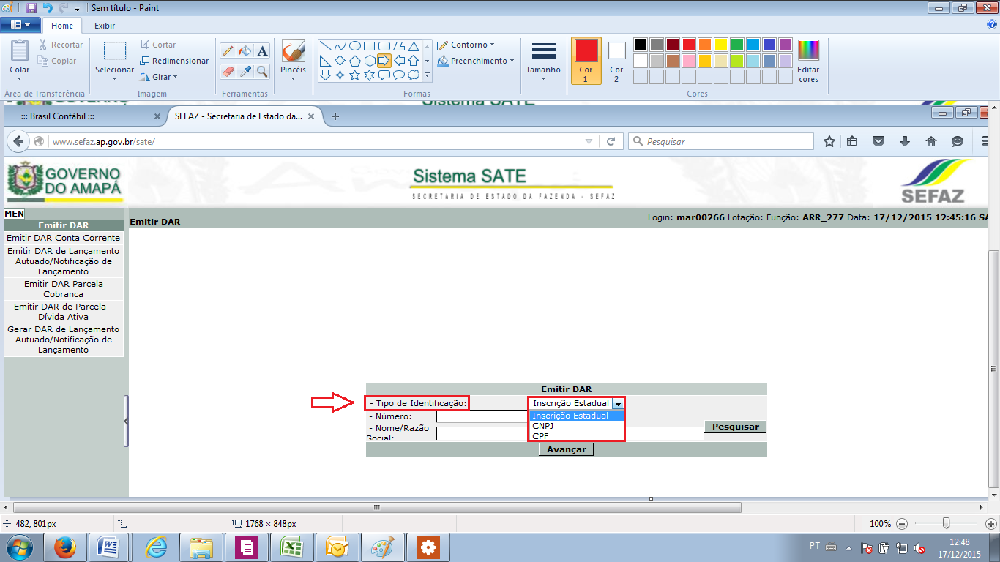 Sem título - Paint
Home
Exibir
Colar
Recortar
Copiar
Área de Transferência
Selecionar
Cortar
Redimensionar
Girar
Imagem
A
Ferramentas
Pincéis
Contorno
Preenchimento
Formas
Tamanho
Cor 1
Cor 2
Editar cores
Cores
::: Brasil Contábil :::
SEFAZ - Secretaria de Estado da...
www.sefaz.ap.gov.br/sate/
Pesquisar
GOVERNO
DO AMAPÁ
Sistema SATE
SECRETARIA DE ESTADO DA FAZENDA - SEFAZ
SEFAZ
MEN
Emitir DAR
Login: mar00266 Lotação: Função: ARR_277 Data: 17/12/2015 12:45:16 SA
Emitir DAR
Emitir DAR Conta Corrente
Emitir DAR de Lançamento
Autuado/Notificação de
Lançamento
Emitir DAR Parcela
Cobranca
Emitir DAR de Parcela -
Dívida Ativa
Gerar DAR de Lançamento
Autuado/Notificação de
Lançamento
Emitir DAR
- Tipo de Identificação:
Inscrição Estadual
Inscrição Estadual
CNPJ
CPF
- Número:
- Nome/Razão
Social:
Pesquisar
Avançar
482, 801px
1768 × 848px
100%
PT
12:48
17/12/2015